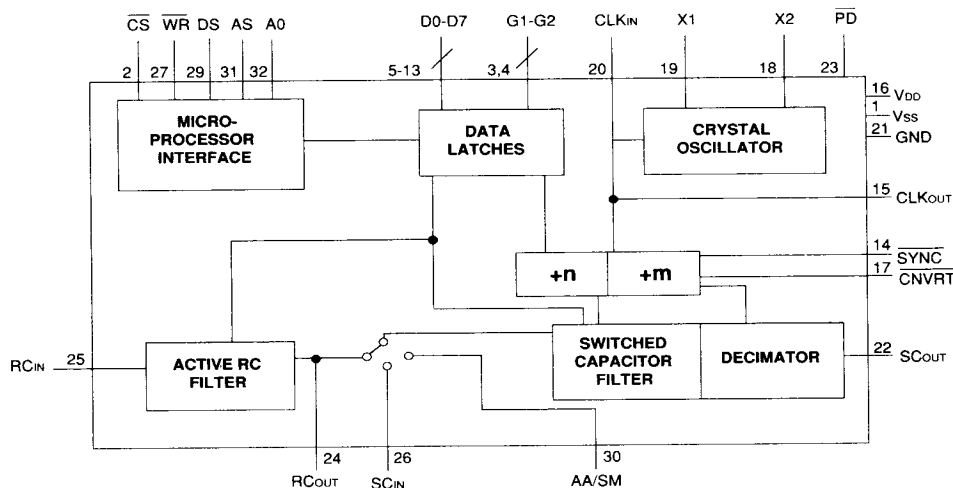 CS WR DS AS A0 D0-D7 G1-G2 CLKIN X1 X2 PD
2 27 29 31 32 5-13 3,4 20 19 18 23
16 VDD
1 VSS
21 GND
MICRO-
PROCESSOR
INTERFACE
DATA
LATCHES
CRYSTAL
OSCILLATOR
15 CLKOUT
14 SYNC
17 CNVRT
+n +m
RCIN 25
ACTIVE RC
FILTER
SWITCHED
CAPACITOR
FILTER
DECIMATOR
22 SCOUT
24 26 30
RCOUT SCIN AA/SM